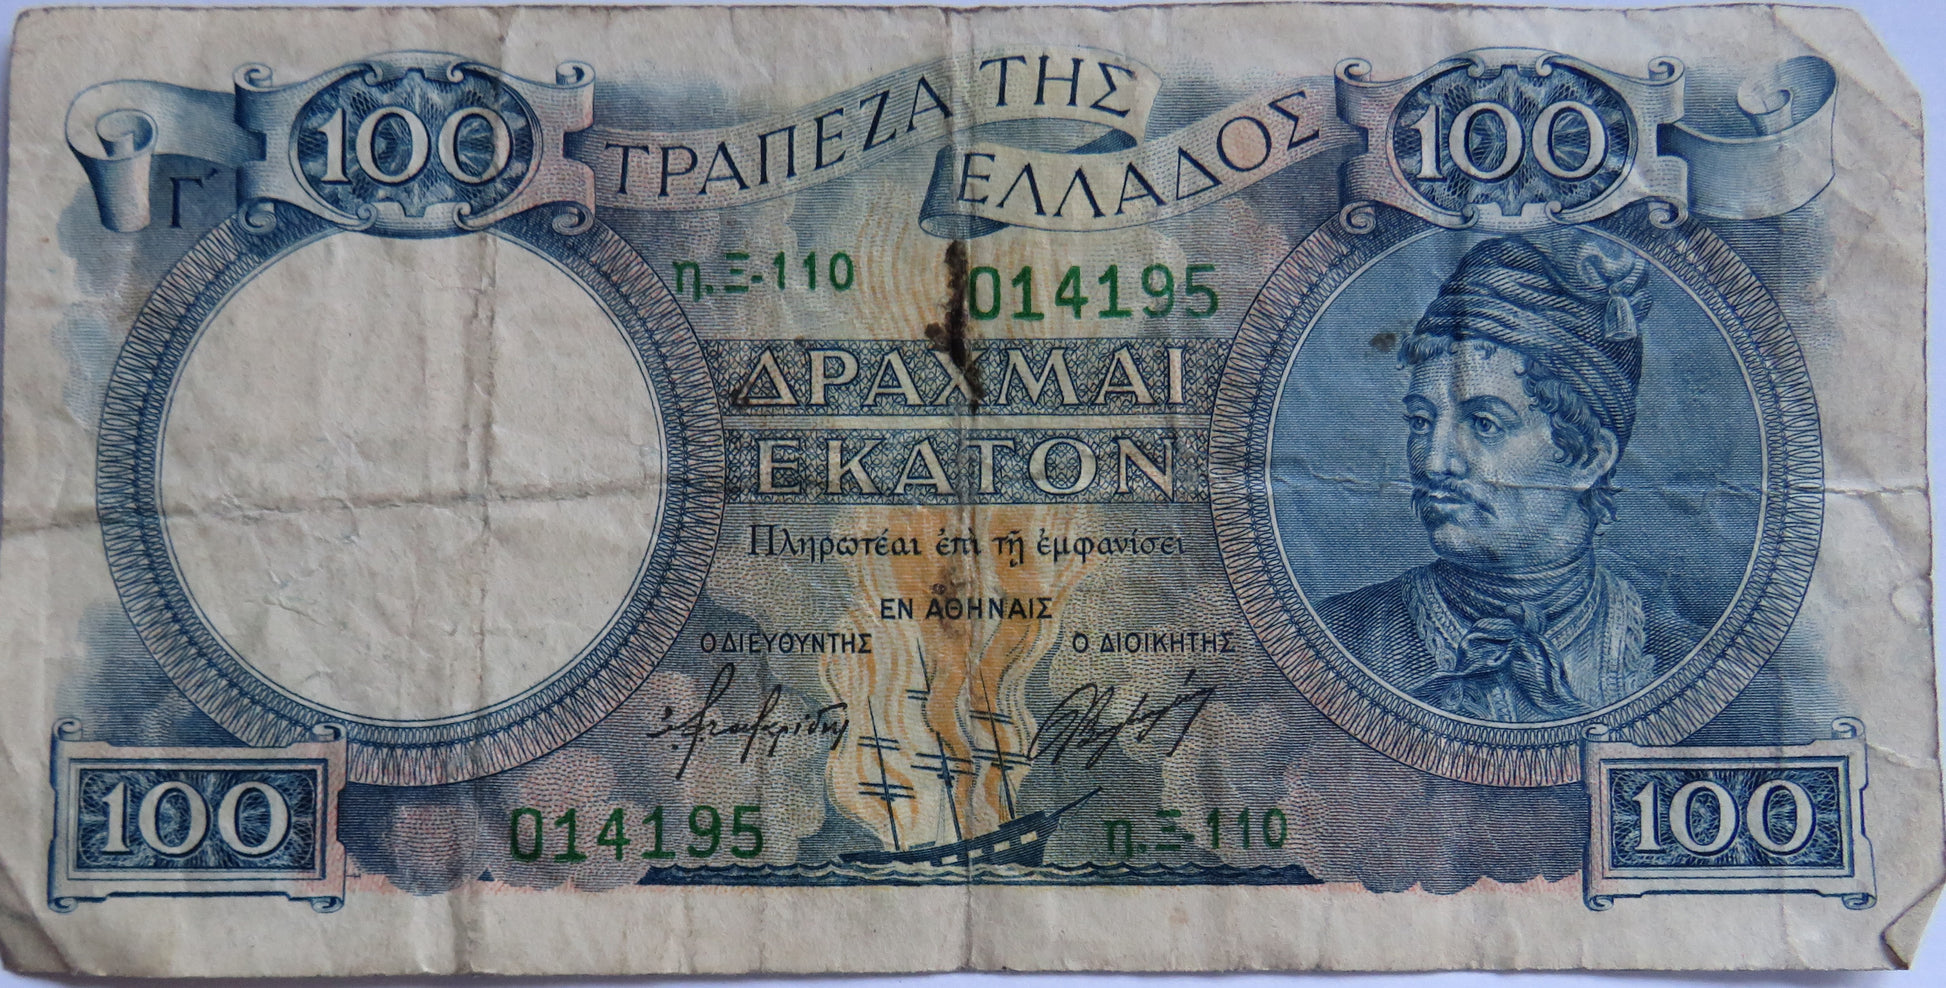 100
ΤΡΑΠΕΖΑ ΤΗΣ
ΕΛΛΑΔΟΣ
100
Γ΄
η.Ξ-110
014195
ΔΡΑΧΜΑΙ
ΕΚΑΤΟΝ
Πληρωτέαι ἐπὶ τῇ ἐμφανίσει
ΕΝ ΑΘΗΝΑΙΣ
Ο ΔΙΕΥΘΥΝΤΗΣ
Ο ΔΙΟΙΚΗΤΗΣ
100
014195
η.Ξ-110
100